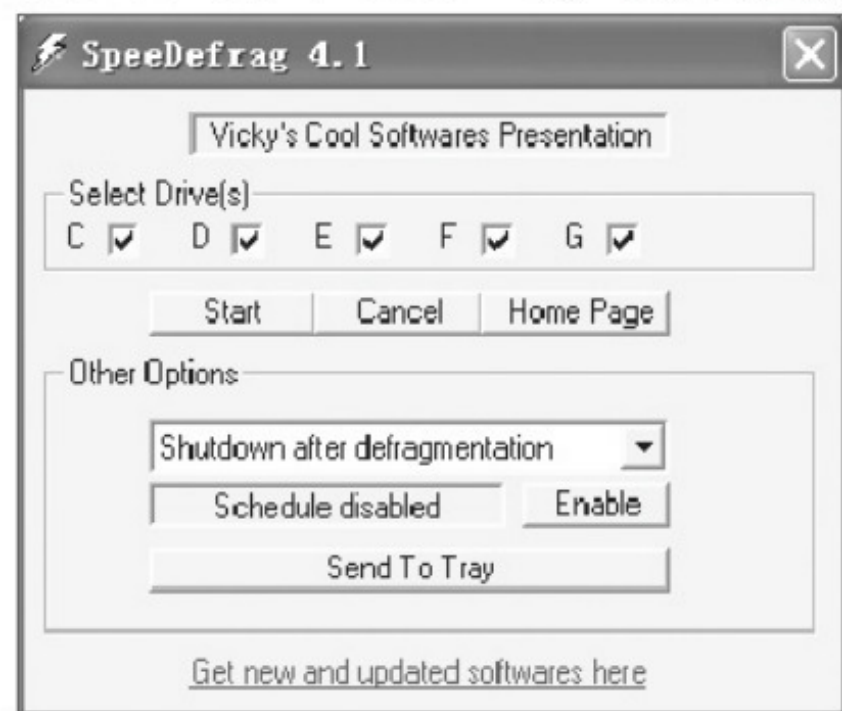 SpeeDefrag 4.1
Vicky's Cool Softwares Presentation
Select Drive(s)
C D E F G
Start Cancel Home Page
Other Options
Shutdown after defragmentation
Schedule disabled Enable
Send To Tray
Get new and updated softwares here